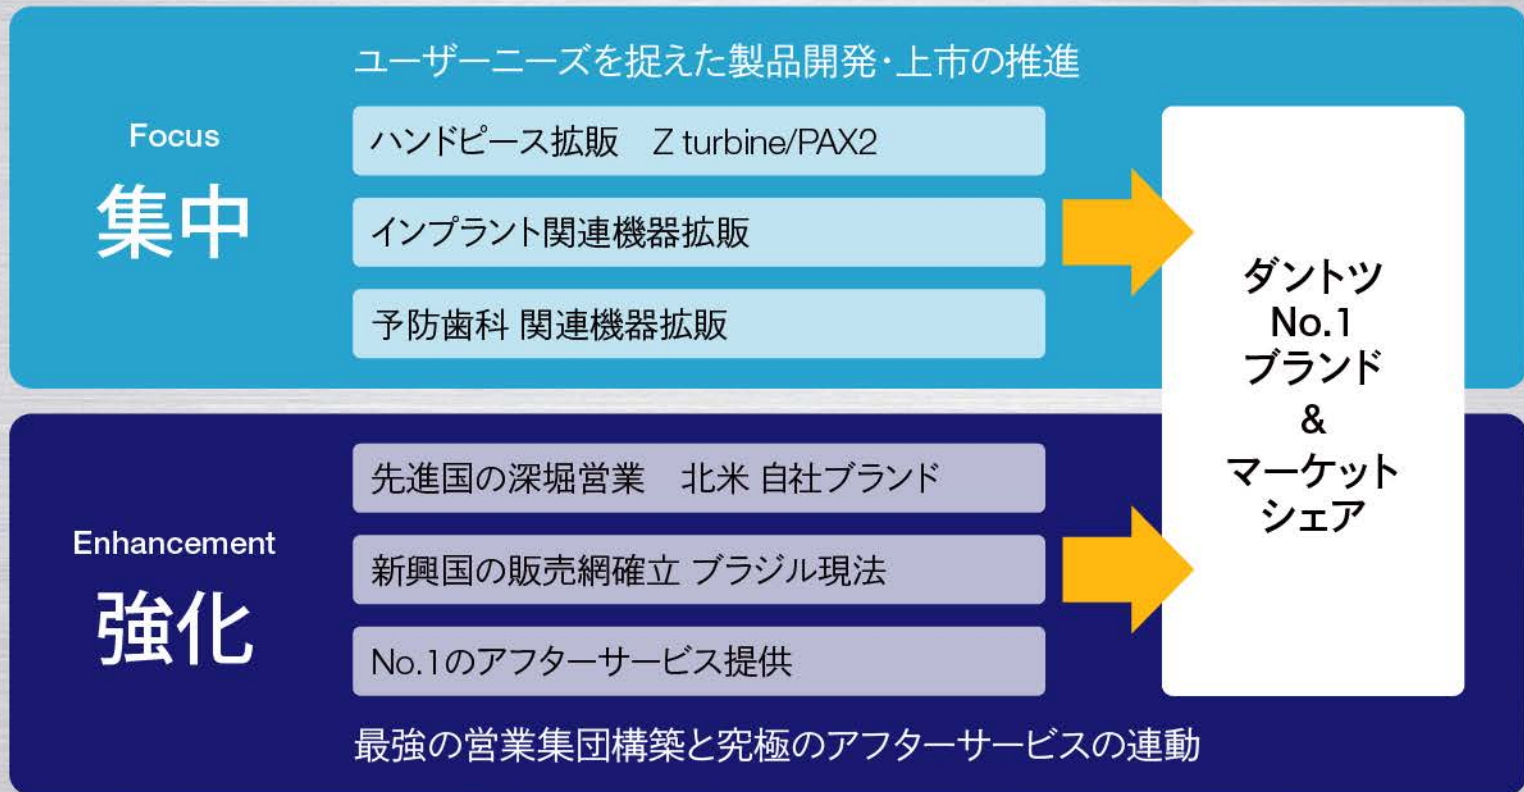 ユーザーニーズを捉えた製品開発・上市の推進
Focus
集中
ハンドピース拡販　Z turbine/PAX2
インプラント関連機器拡販
予防歯科 関連機器拡販
Enhancement
強化
先進国の深堀営業　北米 自社ブランド
新興国の販売網確立 ブラジル現法
No.1のアフターサービス提供
最強の営業集団構築と究極のアフターサービスの連動
ダントツ
No.1
ブランド
&
マーケット
シェア